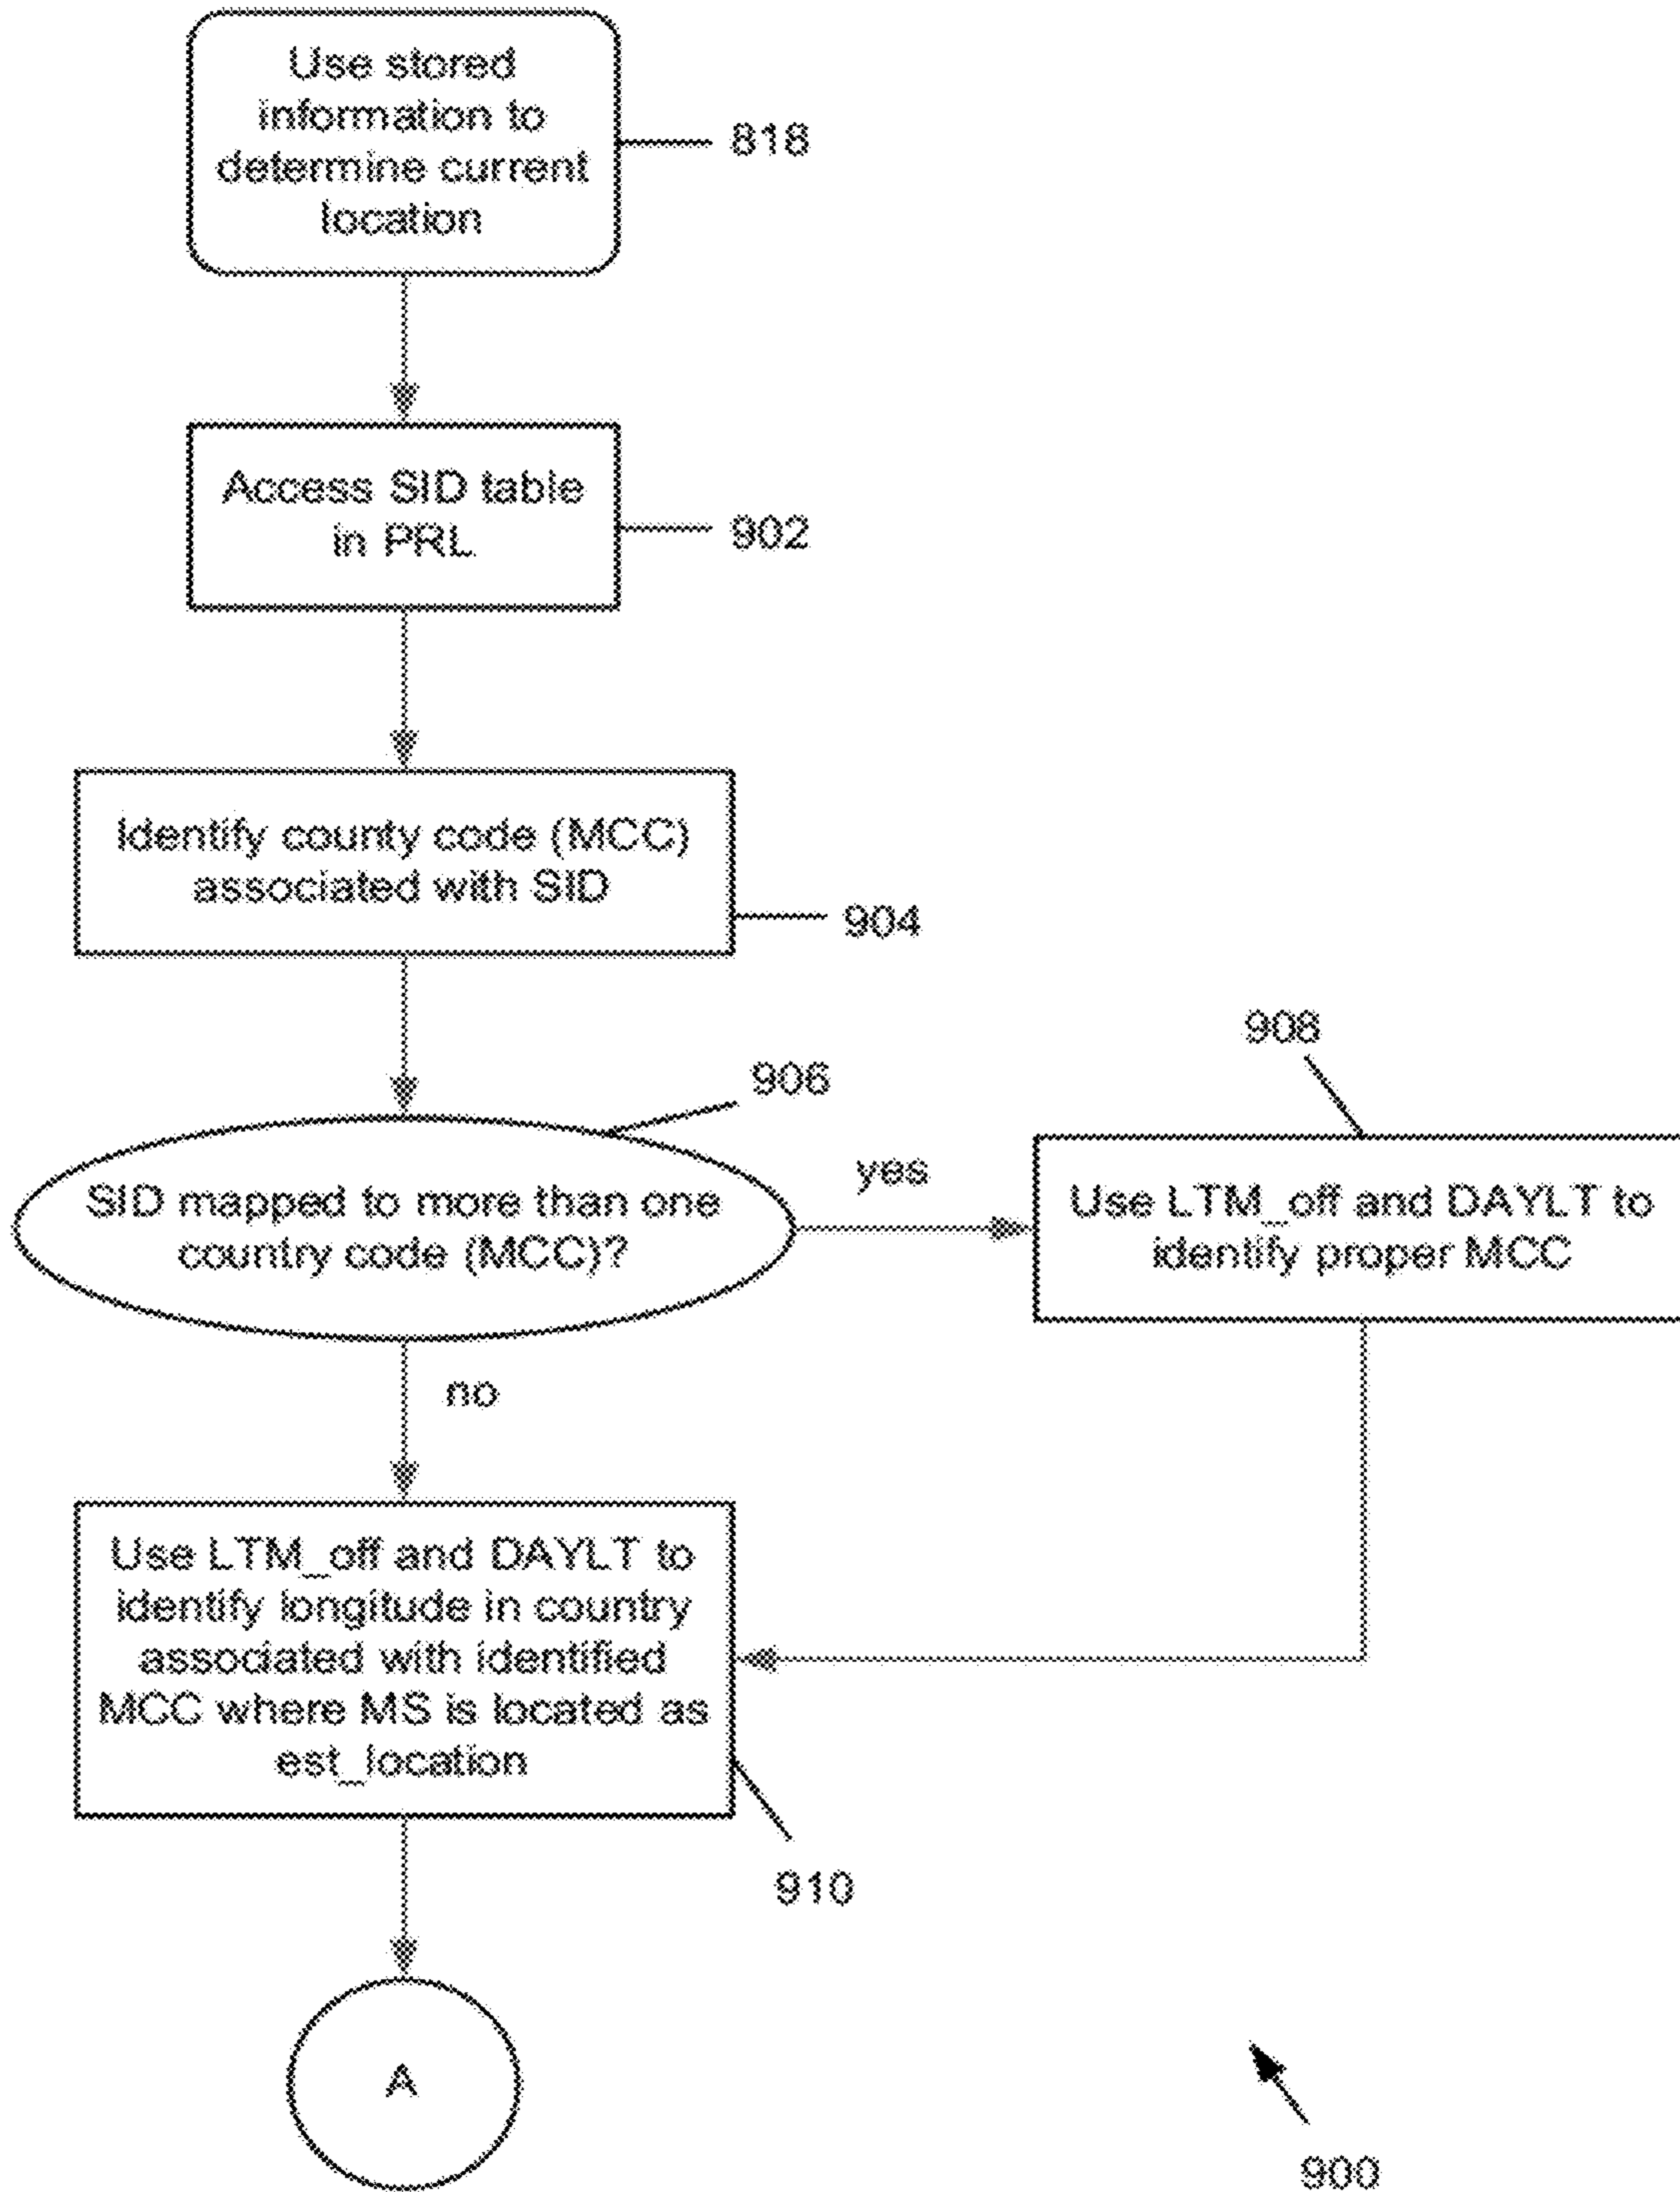 Use stored
information to
determine current
location
818
Access SID table
in PRL
902
Identify county code (MCC)
associated with SID
904
906
908
SID mapped to more than one
country code (MCC)?
yes
Use LTM_off and DAYLT to
identify proper MCC
no
Use LTM_off and DAYLT to
identify longitude in country
associated with identified
MCC where MS is located as
est_location
910
A
900